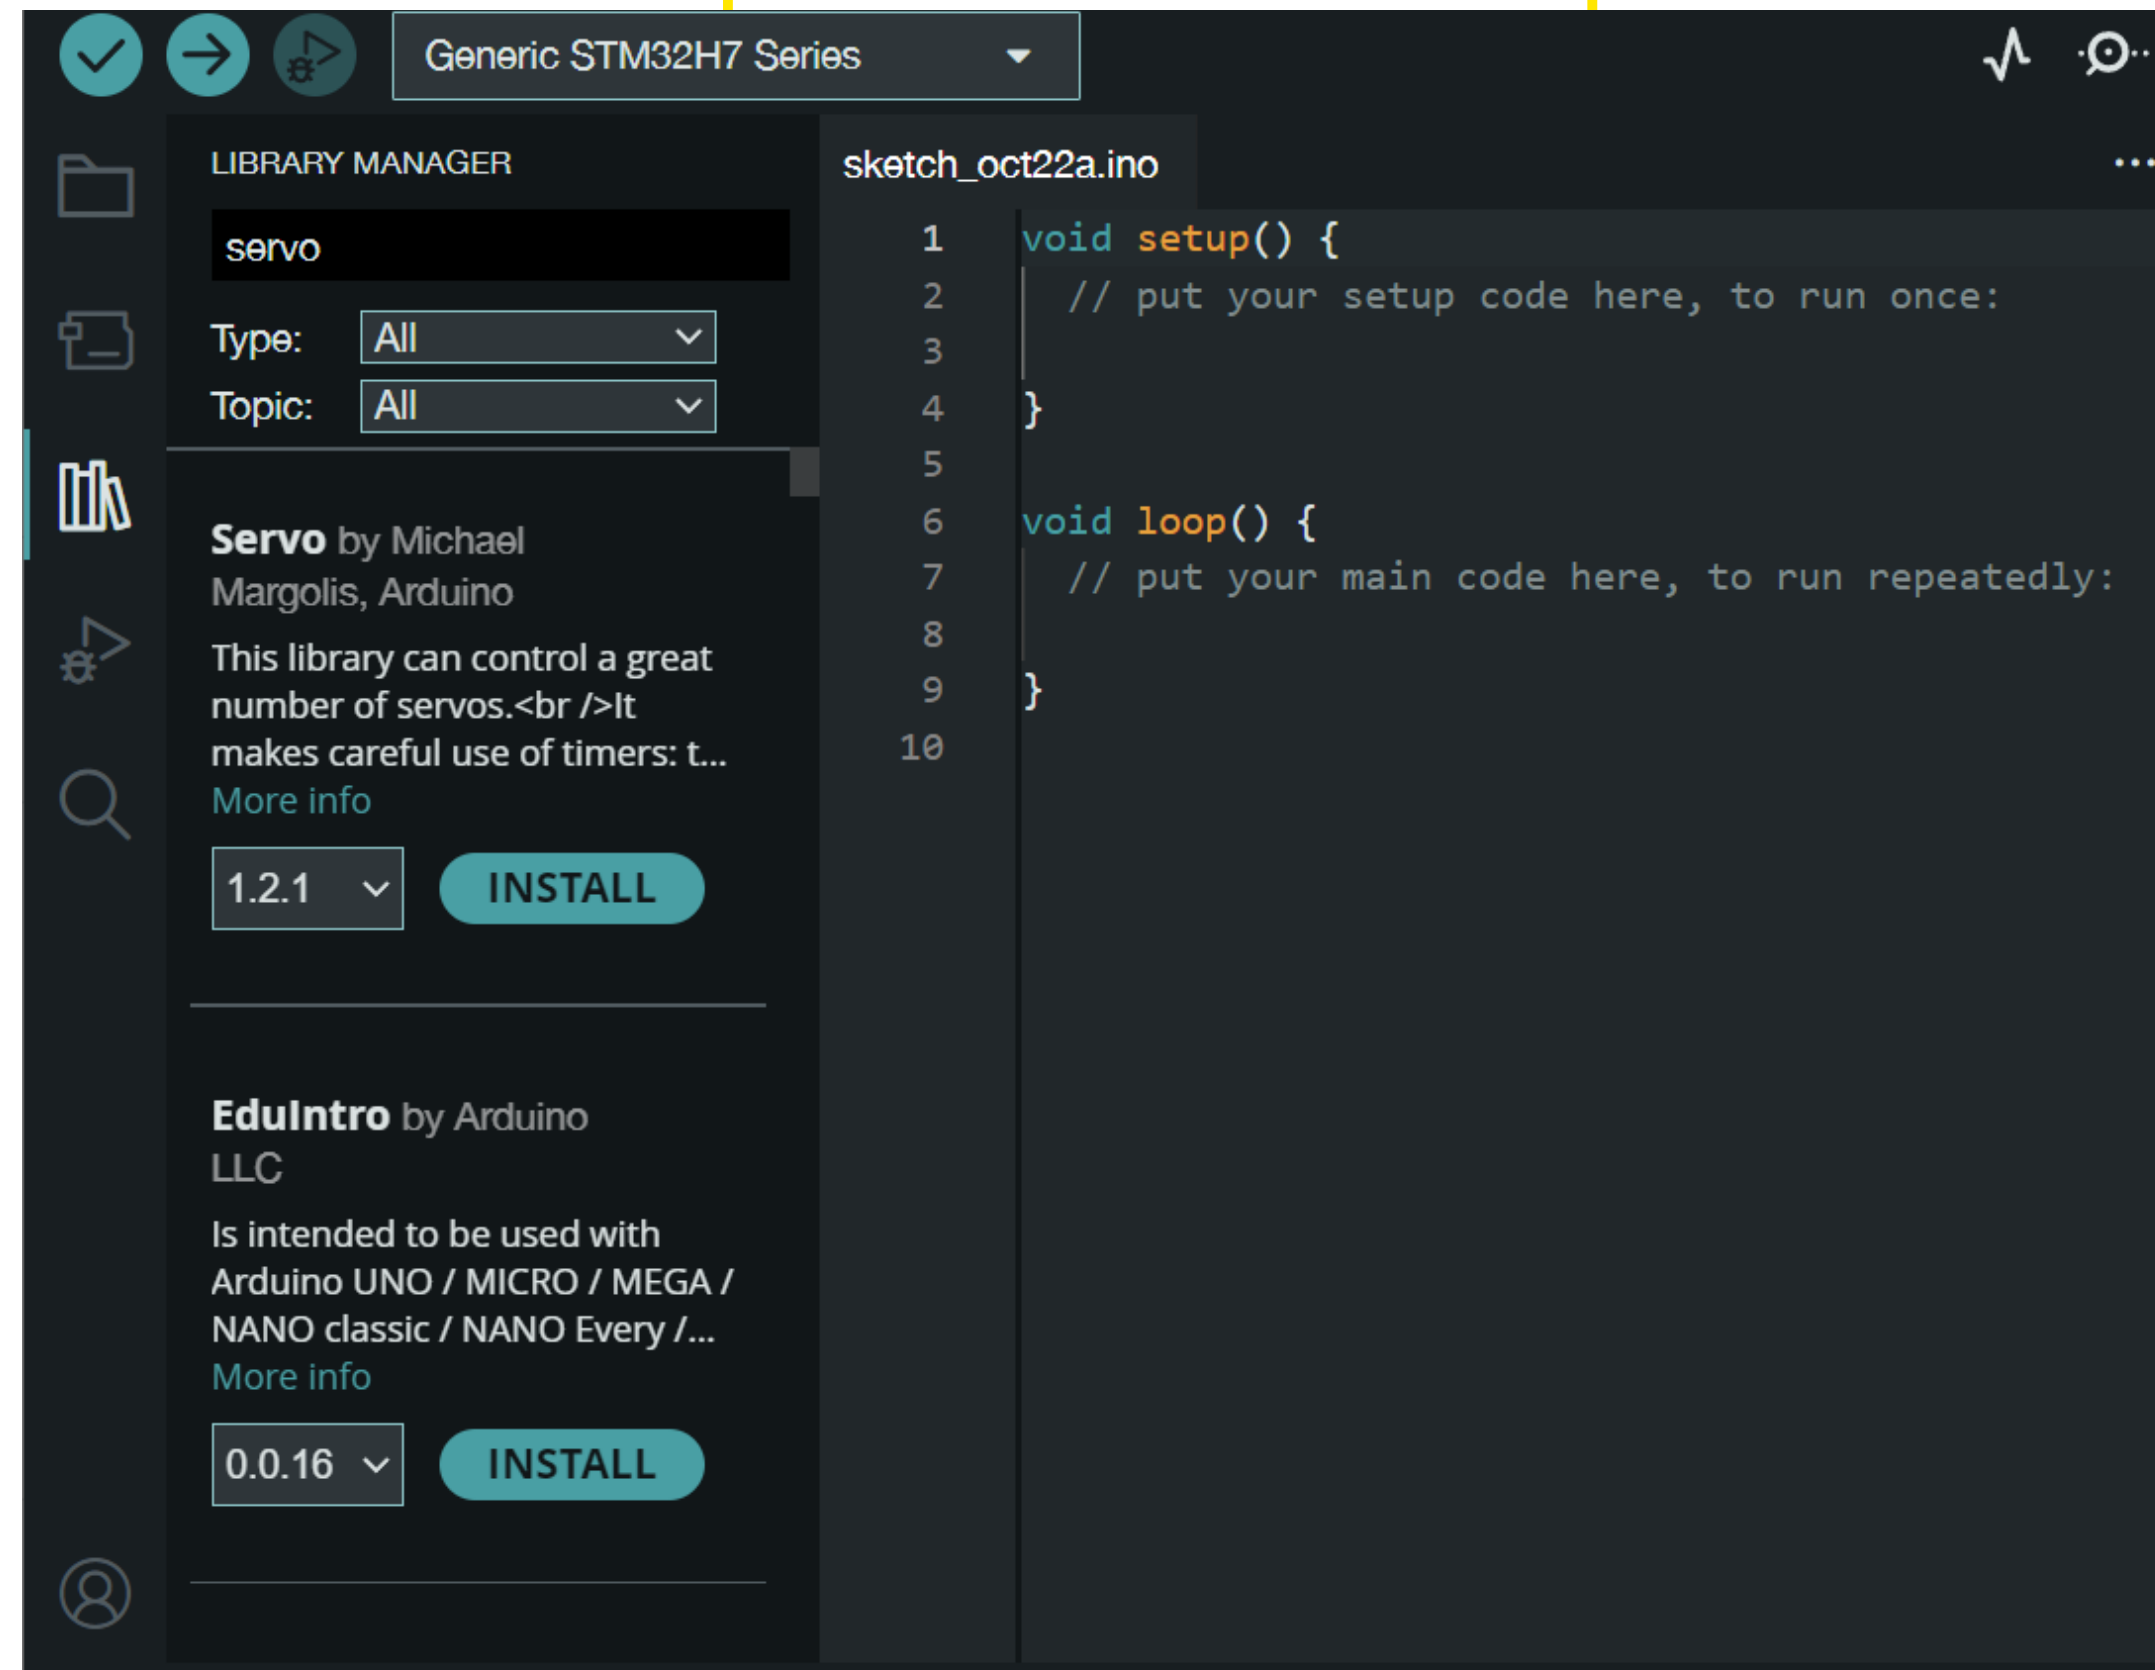 Generic STM32H7 Series
LIBRARY MANAGER
servo
Type: All
Topic: All
Servo by Michael
Margolis, Arduino
This library can control a great
number of servos.<br />It
makes careful use of timers: t...
More info
1.2.1 INSTALL
EduIntro by Arduino
LLC
Is intended to be used with
Arduino UNO / MICRO / MEGA /
NANO classic / NANO Every /...
More info
0.0.16 INSTALL
sketch_oct22a.ino
...
1 void setup() {
2 // put your setup code here, to run once:
3
4 }
5
6 void loop() {
7 // put your main code here, to run repeatedly:
8
9 }
10